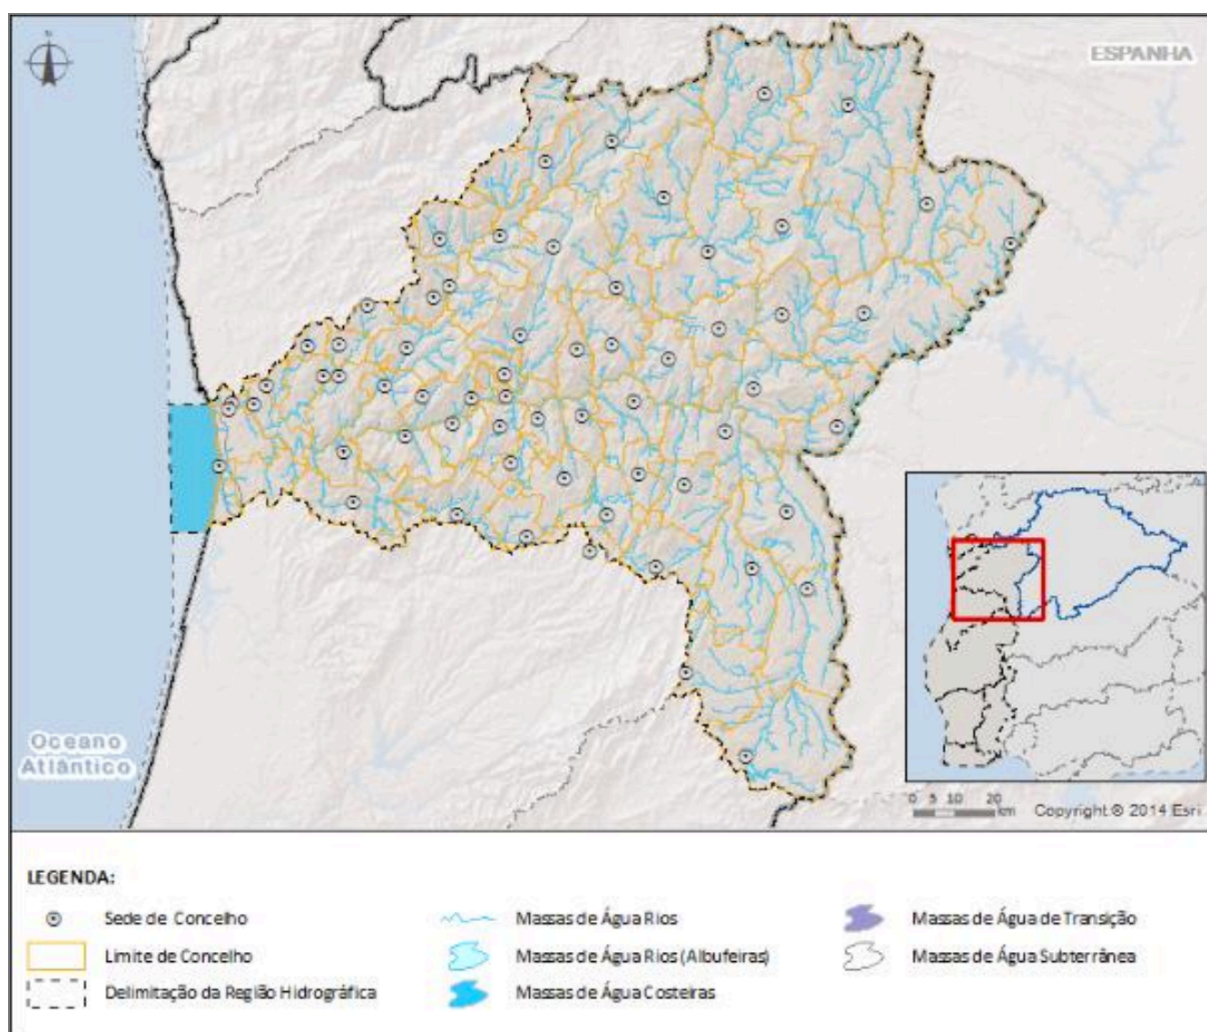 N
ESPANHA
Oceano
Atlântico
0 5 10 20
km
Copyright:© 2014 Esri
LEGENDA:
Sede de Concelho
Massas de Água Rios
Massas de Água de Transição
Limite de Concelho
Massas de Água Rios (Albufeiras)
Massas de Água Subterrânea
Delimitação da Região Hidrográfica
Massas de Água Costeiras